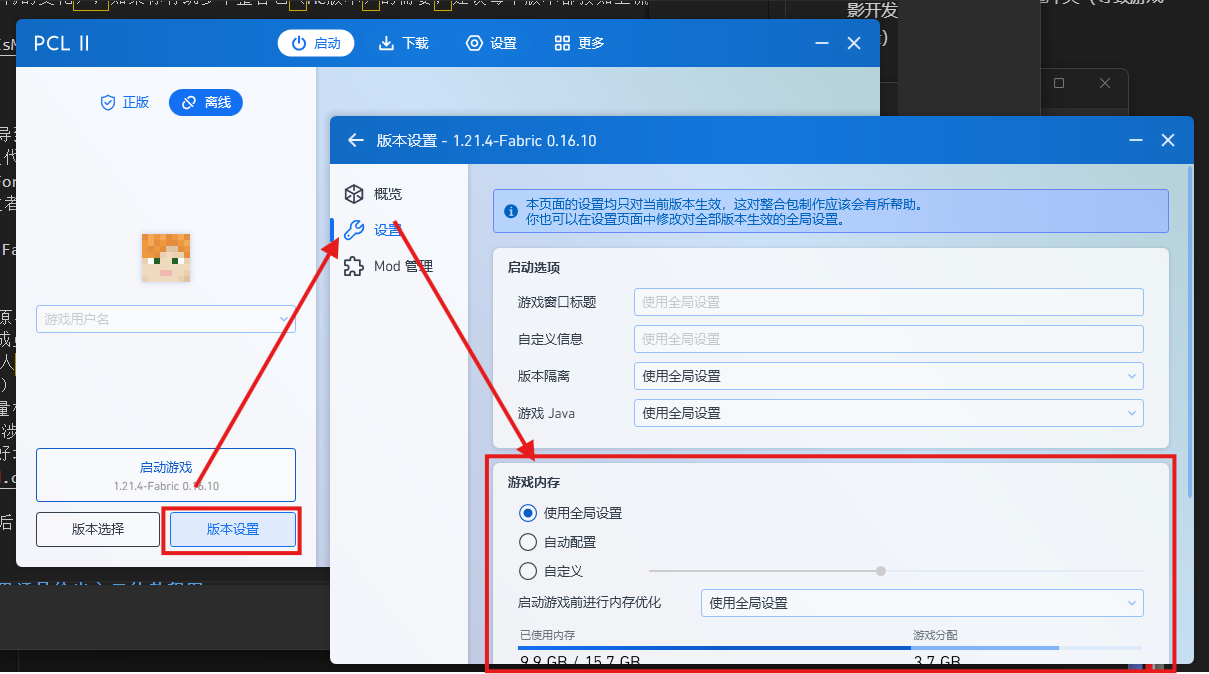 影开发
PCL II
启动
下载
设置
更多
正版
离线
游戏用户名
启动游戏
1.21.4-Fabric 0.16.10
版本选择
版本设置
版本设置 - 1.21.4-Fabric 0.16.10
概览
设置
Mod 管理
本页面的设置均只对当前版本生效，这对整合包制作应该会有所帮助。
你也可以在设置页面中修改对全部版本生效的全局设置。
启动选项
游戏窗口标题
使用全局设置
自定义信息
使用全局设置
版本隔离
使用全局设置
游戏 Java
使用全局设置
游戏内存
使用全局设置
自动配置
自定义
启动游戏前进行内存优化
使用全局设置
已使用内存
游戏分配
9.9 GB / 15.7 GB
3.7 GB